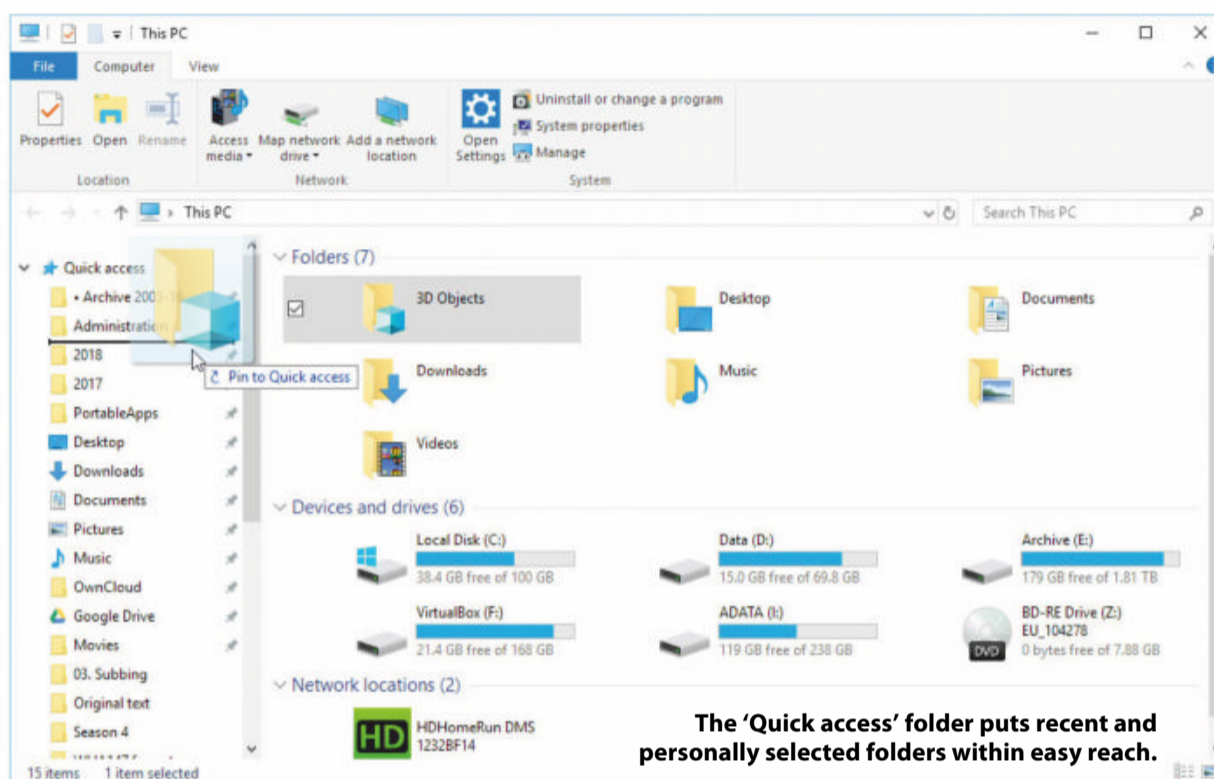 This PC
File Computer View
Properties Open Rename
Access media
Map network drive
Add a network location
Open Settings
Uninstall or change a program
System properties
Manage
Location Network System
This PC
Search This PC
Quick access
• Archive 200
Administration
2018
2017
PortableApps
Desktop
Downloads
Documents
Pictures
Music
OwnCloud
Google Drive
Movies
03. Subbing
Original text
Season 4
Pin to Quick access
Folders (7)
3D Objects
Desktop
Documents
Downloads
Music
Pictures
Videos
Devices and drives (6)
Local Disk (C:)
38.4 GB free of 100 GB
Data (D:)
15.0 GB free of 69.8 GB
Archive (E:)
179 GB free of 1.81 TB
VirtualBox (F:)
21.4 GB free of 168 GB
ADATA (I:)
119 GB free of 238 GB
BD-RE Drive (Z:)
EU_104278
0 bytes free of 7.88 GB
DVD
Network locations (2)
HD
HDHomeRun DMS
1232BF14
The ‘Quick access’ folder puts recent and
personally selected folders within easy reach.
15 items 1 item selected